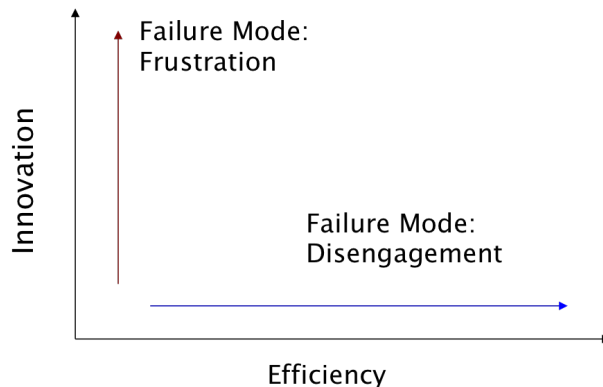 Failure Mode:
Frustration
Innovation
Failure Mode:
Disengagement
Efficiency